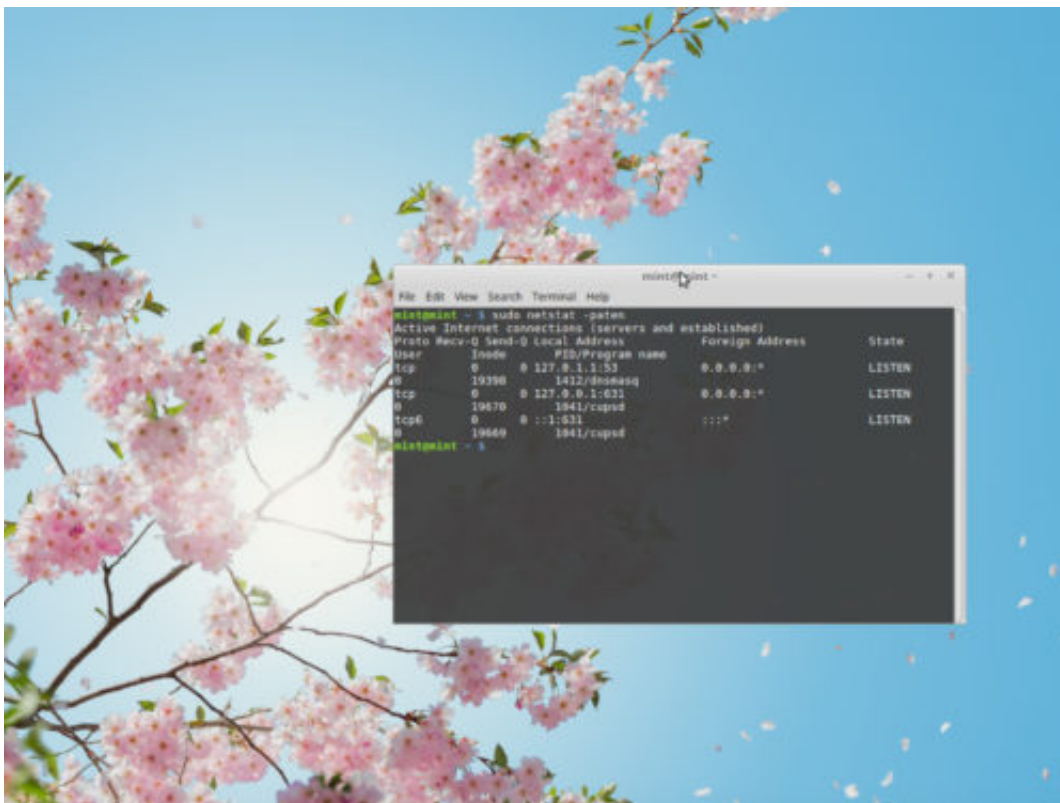 mint@mint ~
File Edit View Search Terminal Help
mint@mint ~ $ sudo netstat -paten
Active Internet connections (servers and established)
Proto Recv-Q Send-Q Local Address Foreign Address State
User Inode PID/Program name
tcp 0 0 127.0.1.1:53 0.0.0.0:* LISTEN
0 19398 1412/dnsmasq
tcp 0 0 127.0.0.1:631 0.0.0.0:* LISTEN
0 19670 1041/cupsd
tcp6 0 0 ::1:631 :::* LISTEN
0 19669 1041/cupsd
mint@mint ~ $